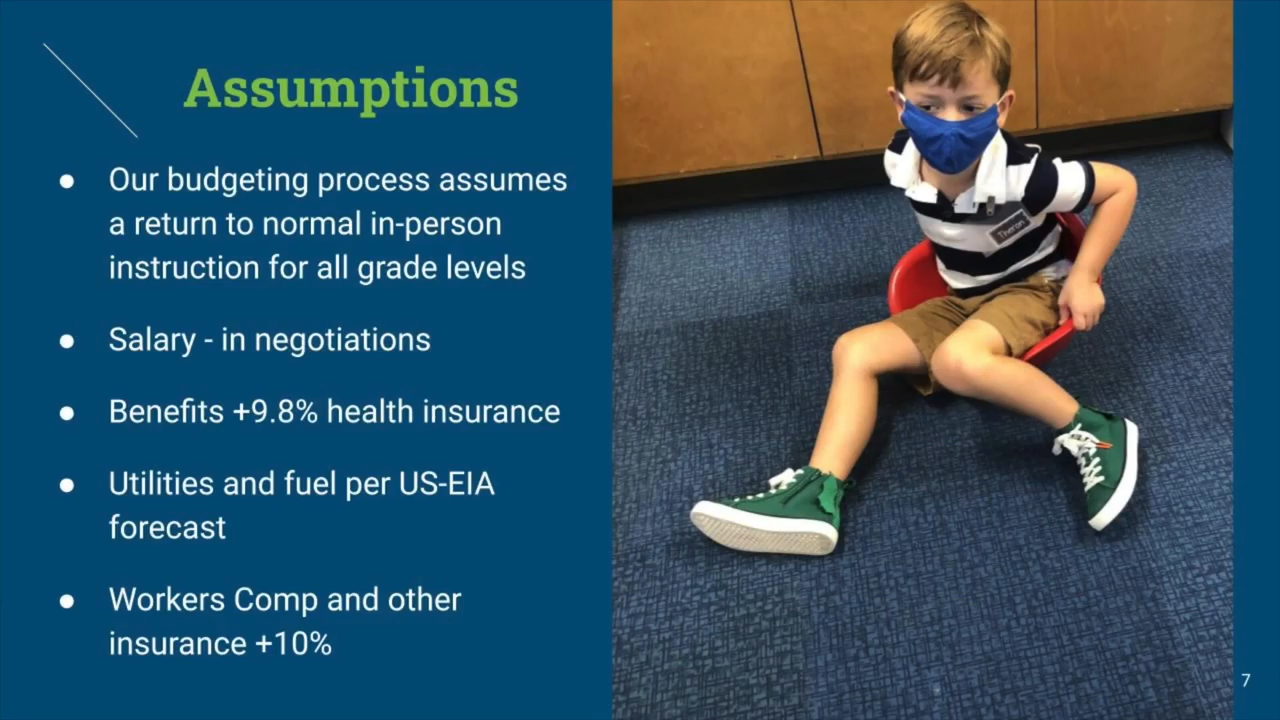 Assumptions
● Our budgeting process assumes
a return to normal in-person
instruction for all grade levels
● Salary - in negotiations
● Benefits +9.8% health insurance
● Utilities and fuel per US-EIA
forecast
● Workers Comp and other
insurance +10%
Theron
7